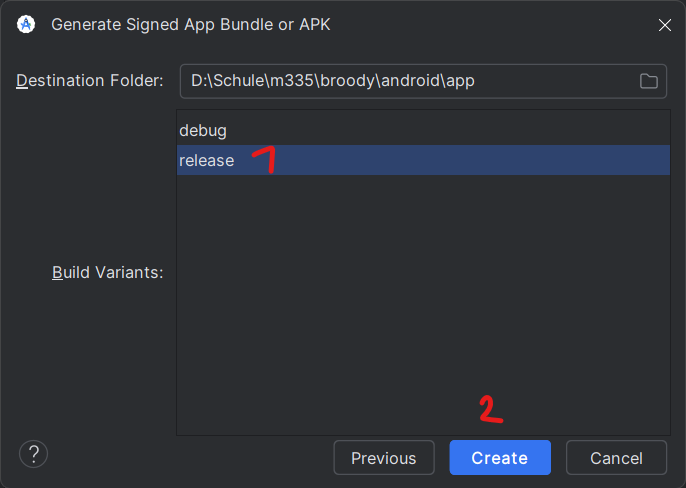 Generate Signed App Bundle or APK
Destination Folder: D:\Schule\m335\broody\android\app
debug
release 1
Build Variants:
2
? Previous Create Cancel